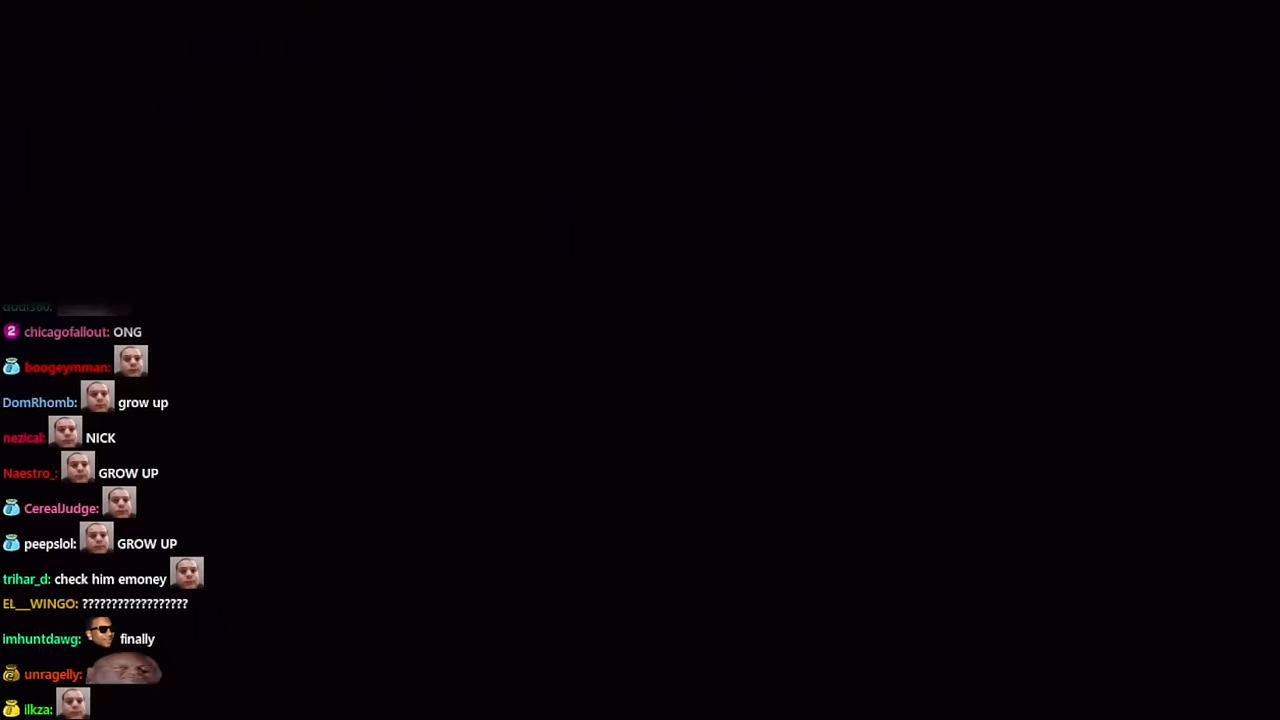 2 chicagofallout: ONG
boogeymman:
DomRhomb: grow up
nezical: NICK
Naestro_: GROW UP
CerealJudge:
peepslol: GROW UP
trihar_d: check him emoney
EL__WINGO: ??????????????????
imhuntdawg: finally
unragelly:
ilkza: